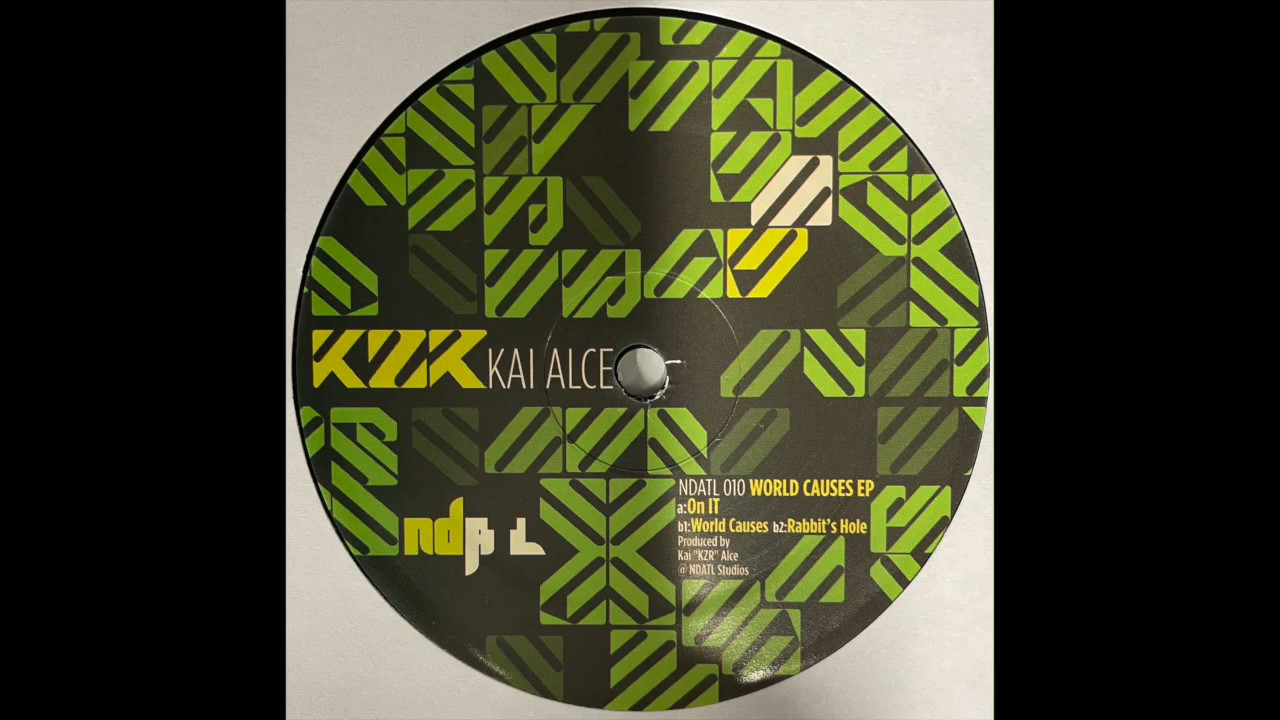 KZR KAI ALCE
NDATL 010 WORLD CAUSES EP
a:On IT
b1:World Causes b2:Rabbit's Hole
Produced by
Kai "KZR" Alce
@ NDATL Studios